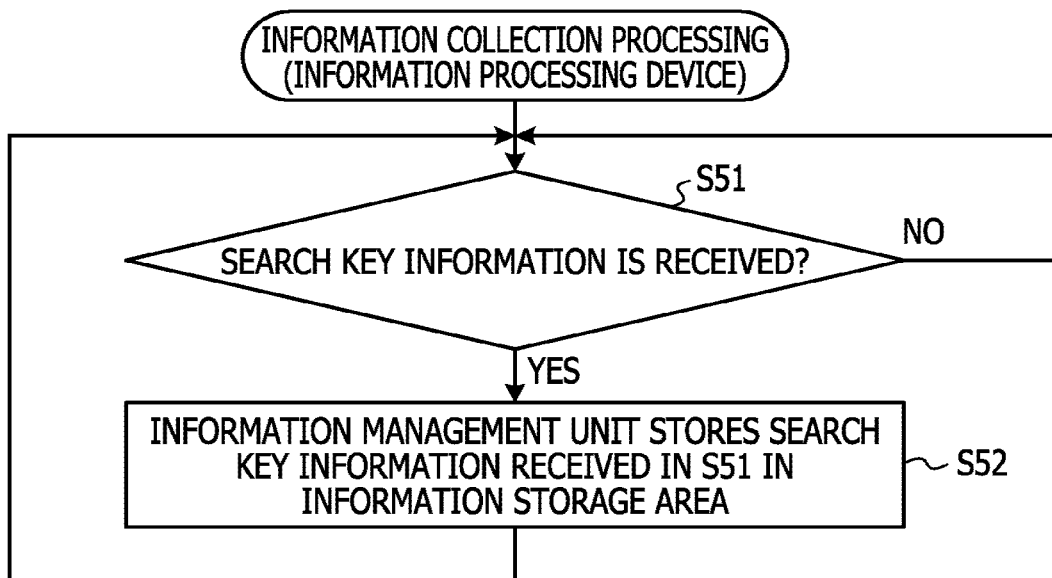 INFORMATION COLLECTION PROCESSING
(INFORMATION PROCESSING DEVICE)
S51
NO
SEARCH KEY INFORMATION IS RECEIVED?
YES
INFORMATION MANAGEMENT UNIT STORES SEARCH
KEY INFORMATION RECEIVED IN S51 IN
INFORMATION STORAGE AREA
S52